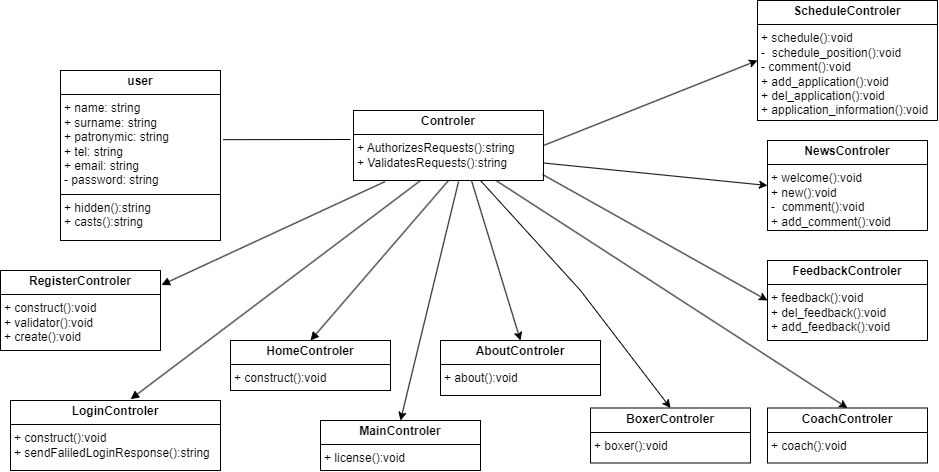 ScheduleControler
+ schedule():void
-  schedule_position():void
- comment():void
+ add_application():void
+ del_application():void
+ application_information():void
user
+ name: string
+ surname: string
+ patronymic: string
+ tel: string
+ email: string
- password: string
+ hidden():string
+ casts():string
Controler
+ AuthorizesRequests():string
+ ValidatesRequests():string
NewsControler
+ welcome():void
+ new():void
-  comment():void
+ add_comment():void
RegisterControler
+ construct():void
+ validator():void
+ create():void
FeedbackControler
+ feedback():void
+ del_feedback():void
+ add_feedback():void
HomeControler
+ construct():void
AboutControler
+ about():void
LoginControler
+ construct():void
+ sendFaliledLoginResponse():string
MainControler
+ license():void
BoxerControler
+ boxer():void
CoachControler
+ coach():void